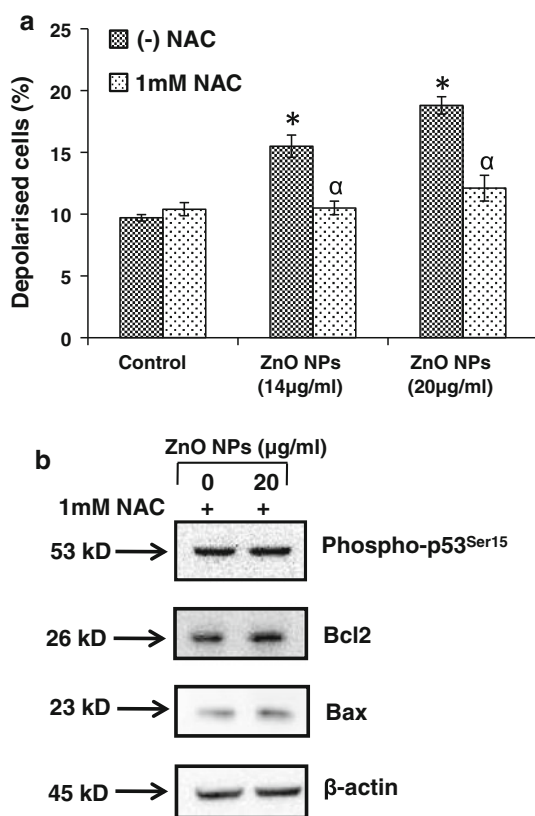 a
(-) NAC
1mM NAC
Depolarised cells (%)
25
20
15
10
5
0
*
α
*
α
Control
ZnO NPs
(14µg/ml)
ZnO NPs
(20µg/ml)
b
ZnO NPs (µg/ml)
0 20
1mM NAC + +
53 kD Phospho-p53Ser15
26 kD Bcl2
23 kD Bax
45 kD β-actin